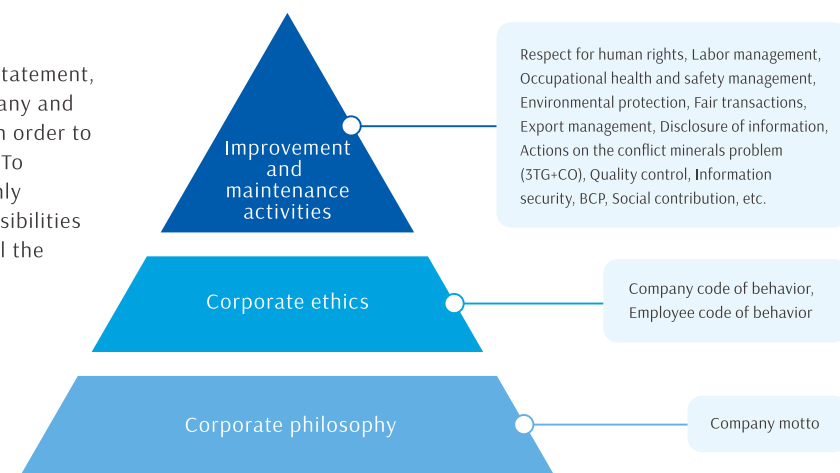 tatement,
any and
n order to
To
nly
sibilities
l the
Improvement
and
maintenance
activities
Respect for human rights, Labor management,
Occupational health and safety management,
Environmental protection, Fair transactions,
Export management, Disclosure of information,
Actions on the conflict minerals problem
(3TG+CO), Quality control, Information
security, BCP, Social contribution, etc.
Corporate ethics
Company code of behavior,
Employee code of behavior
Corporate philosophy
Company motto